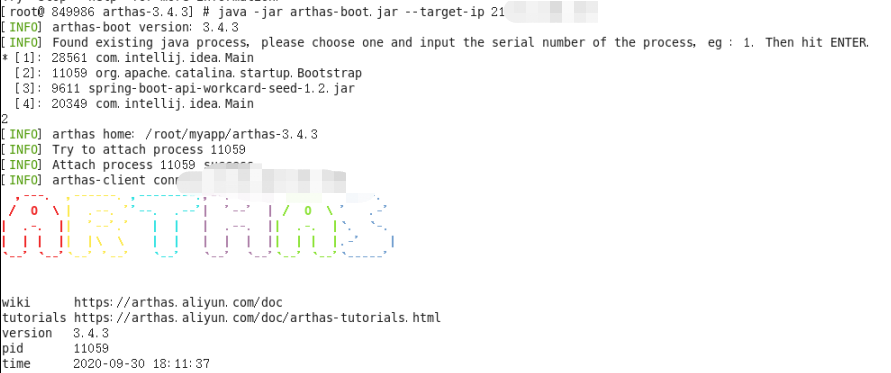 [root@ 849986 arthas-3.4.3] # java -jar arthas-boot.jar --target-ip 21
[INFO] arthas-boot version: 3.4.3
[INFO] Found existing java process, please choose one and input the serial number of the process, eg : 1. Then hit ENTER.
* [1]: 28561 com.intellij.idea.Main
[2]: 11059 org.apache.catalina.startup.Bootstrap
[3]: 9611 spring-boot-api-workcard-seed-1.2.jar
[4]: 20349 com.intellij.idea.Main
2
[INFO] arthas home: /root/myapp/arthas-3.4.3
[INFO] Try to attach process 11059
[INFO] Attach process 11059 success
[INFO] arthas-client conn
ARTHAS
wiki https://arthas.aliyun.com/doc
tutorials https://arthas.aliyun.com/doc/arthas-tutorials.html
version 3.4.3
pid 11059
time 2020-09-30 18:11:37